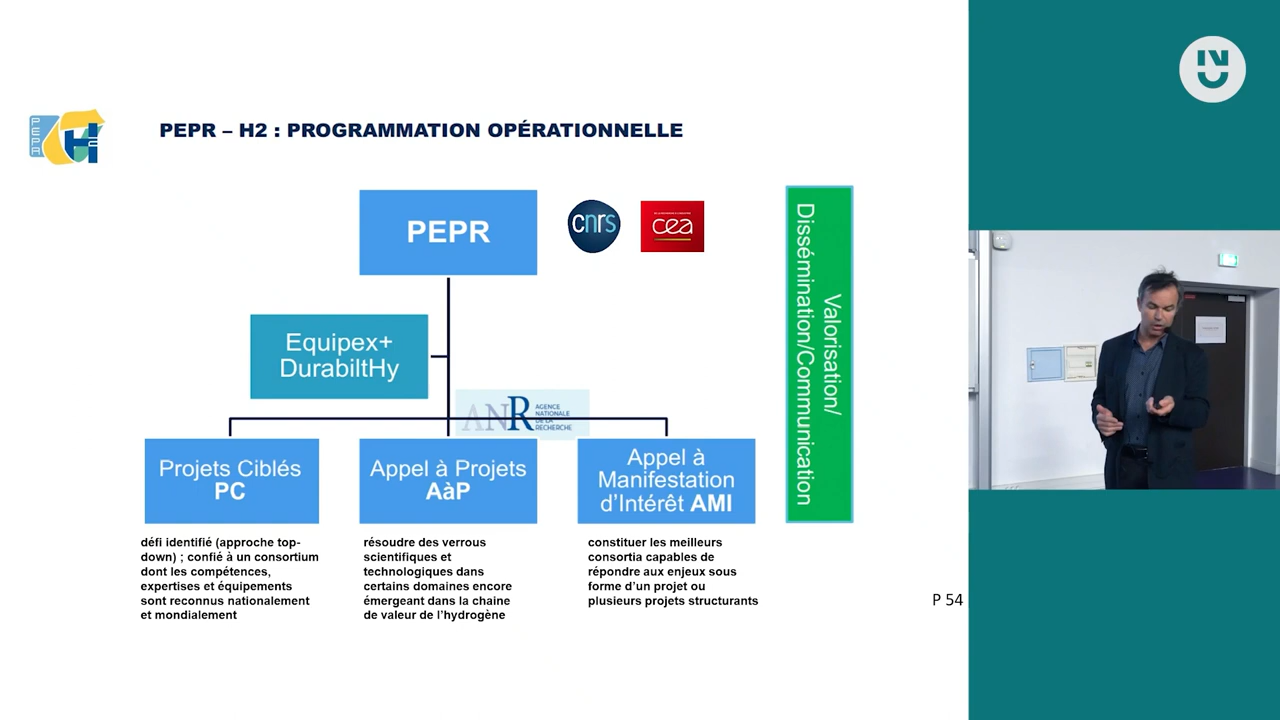 PEPR
H2
PEPR – H2 : PROGRAMMATION OPÉRATIONNELLE
PEPR
cnrs
cea
Valorisation/
Dissémination/Communication
Equipex+
DurabiltHy
ANR
AGENCE
NATIONALE
DE LA
RECHERCHE
Projets Ciblés
PC
Appel à Projets
AàP
Appel à
Manifestation
d'Intérêt AMI
défi identifié (approche top-
down) ; confié à un consortium
dont les compétences,
expertises et équipements
sont reconnus nationalement
et mondialement
résoudre des verrous
scientifiques et
technologiques dans
certains domaines encore
émergeant dans la chaine
de valeur de l'hydrogène
constituer les meilleurs
consortia capables de
répondre aux enjeux sous
forme d'un projet ou
plusieurs projets structurants
P 54